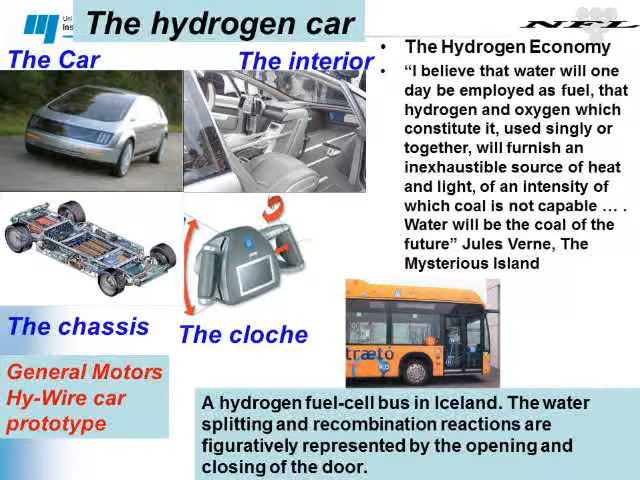 Uni
Ins
NFL
The hydrogen car
The Car
The interior
• The Hydrogen Economy
• “I believe that water will one
day be employed as fuel, that
hydrogen and oxygen which
constitute it, used singly or
together, will furnish an
inexhaustible source of heat
and light, of an intensity of
which coal is not capable … .
Water will be the coal of the
future” Jules Verne, The
Mysterious Island
The chassis
The cloche
træto
General Motors
Hy-Wire car
prototype
A hydrogen fuel-cell bus in Iceland. The water
splitting and recombination reactions are
figuratively represented by the opening and
closing of the door.